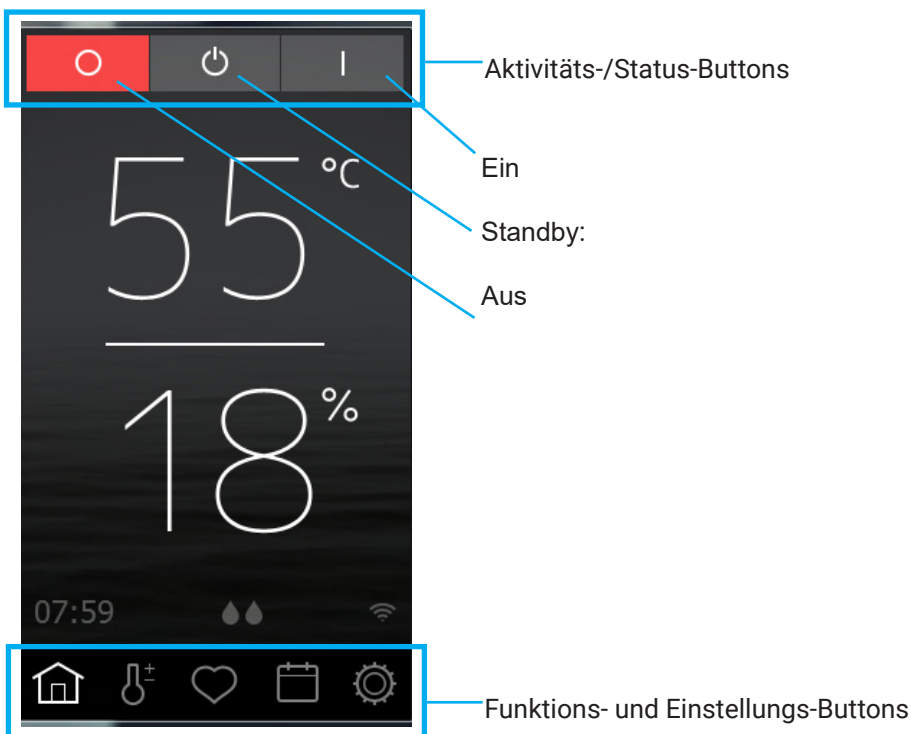 Aktivitäts-/Status-Buttons
55 °C
Ein
Standby:
Aus
18 %
07:59
Funktions- und Einstellungs-Buttons